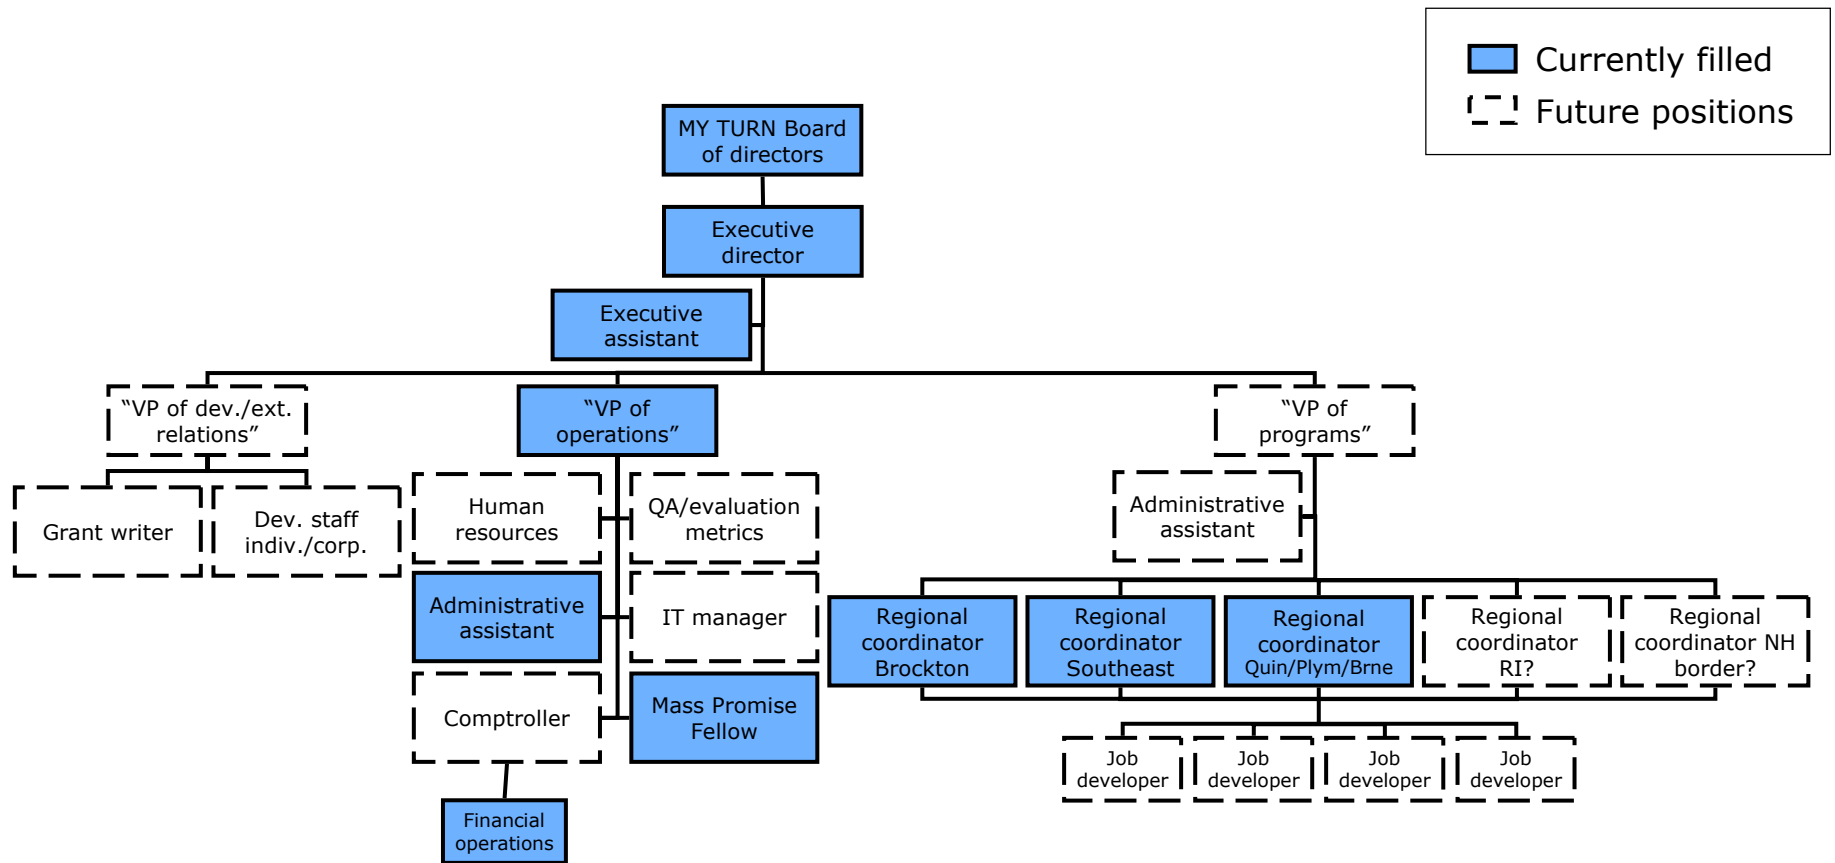 Currently filled
Future positions
MY TURN Board
of directors
Executive
director
Executive
assistant
“VP of dev./ext.
relations”
“VP of
operations”
“VP of
programs”
Grant writer
Dev. staff
indiv./corp.
Human
resources
QA/evaluation
metrics
Administrative
assistant
Administrative
assistant
IT manager
Comptroller
Mass Promise
Fellow
Financial
operations
Regional
coordinator
Brockton
Regional
coordinator
Southeast
Regional
coordinator
Quin/Plym/Brne
Regional
coordinator
RI?
Regional
coordinator NH
border?
Job
developer
Job
developer
Job
developer
Job
developer